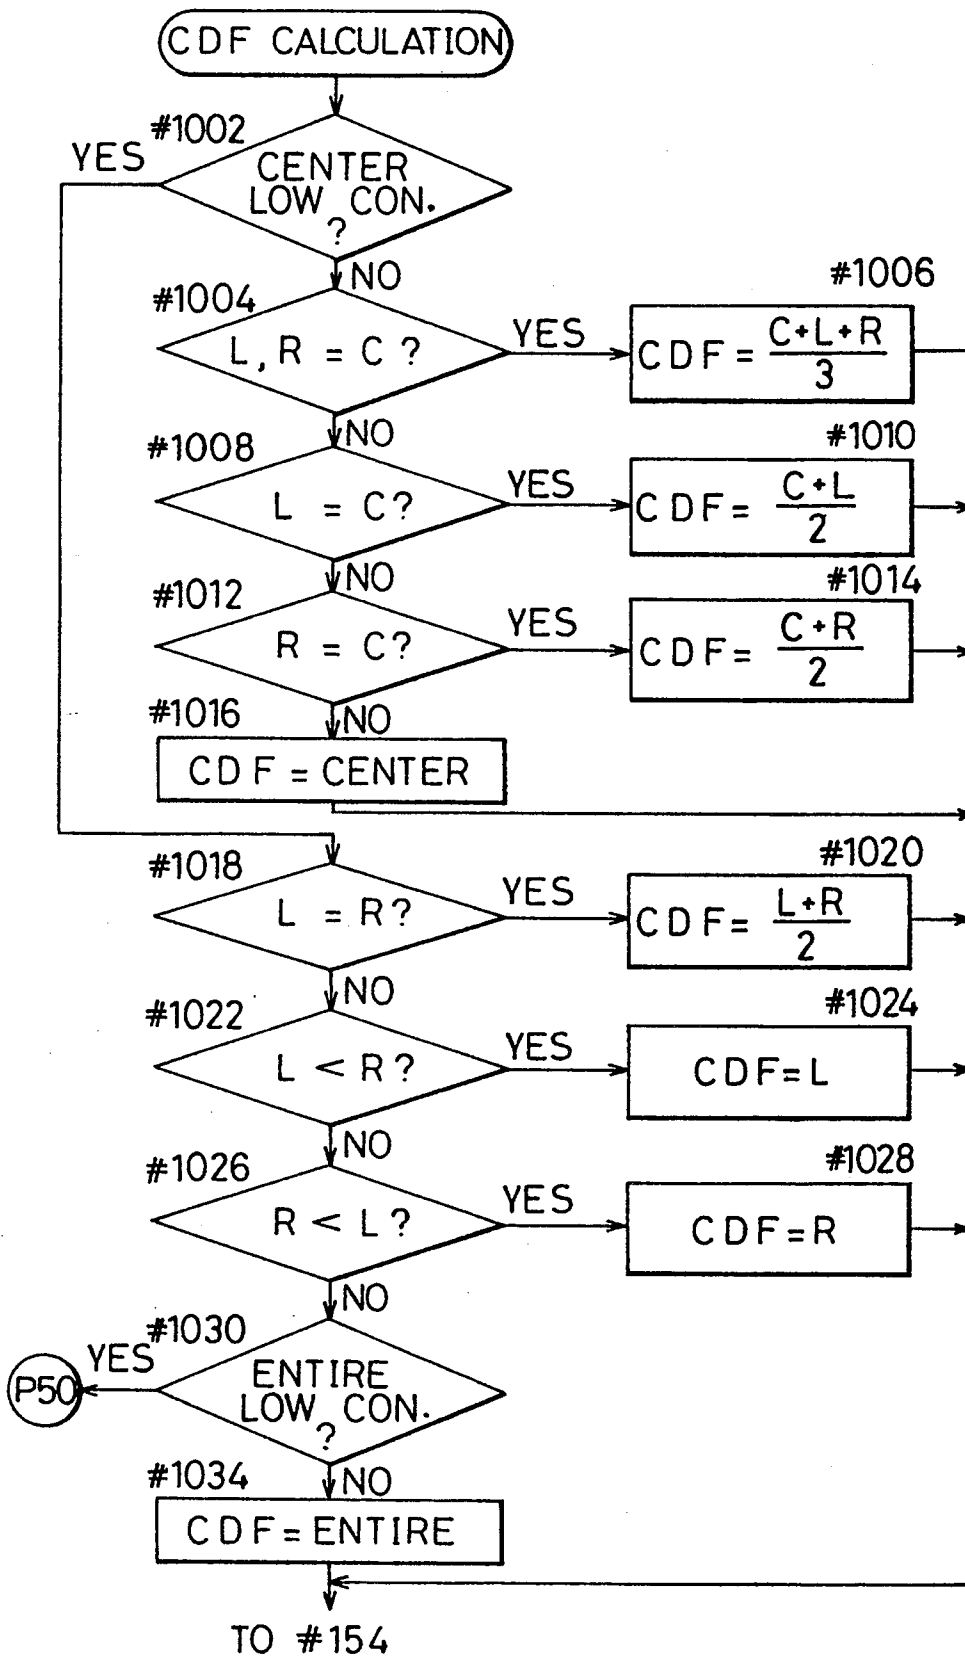 CDF CALCULATION
#1002
YES
CENTER
LOW CON.
?
NO
#1004
L, R = C ?
YES
#1006
CDF = C+L+R
3
NO
#1008
L = C?
YES
#1010
CDF = C+L
2
NO
#1012
R = C?
YES
#1014
CDF = C+R
2
NO
#1016
CDF = CENTER
#1018
L = R?
YES
#1020
CDF = L+R
2
NO
#1022
L < R?
YES
#1024
CDF=L
NO
#1026
R < L?
YES
#1028
CDF=R
NO
#1030
YES
P50
ENTIRE
LOW CON.
?
NO
#1034
CDF=ENTIRE
TO #154